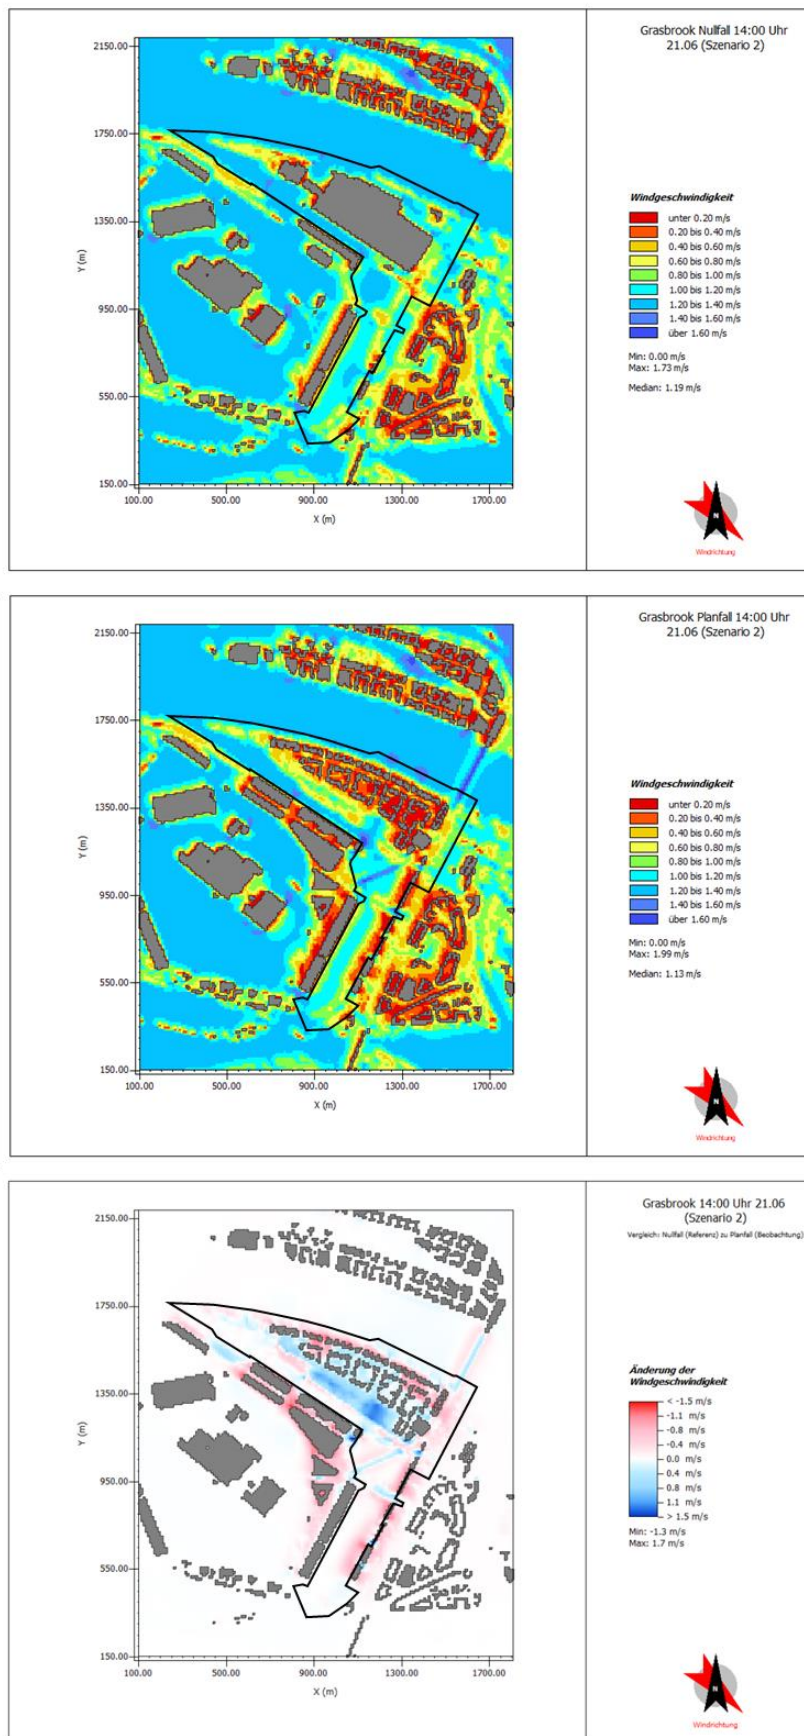 Grasbrook Nullfall 14:00 Uhr
21.06 (Szenario 2)
2150.00
1750.00
1350.00
950.00
550.00
150.00
Y (m)
100.00 500.00 900.00 1300.00 1700.00
X (m)
Windgeschwindigkeit
unter 0.20 m/s
0.20 bis 0.40 m/s
0.40 bis 0.60 m/s
0.60 bis 0.80 m/s
0.80 bis 1.00 m/s
1.00 bis 1.20 m/s
1.20 bis 1.40 m/s
1.40 bis 1.60 m/s
über 1.60 m/s
Min: 0.00 m/s
Max: 1.73 m/s
Median: 1.19 m/s
N
Windrichtung
Grasbrook Planfall 14:00 Uhr
21.06 (Szenario 2)
2150.00
1750.00
1350.00
950.00
550.00
150.00
Y (m)
100.00 500.00 900.00 1300.00 1700.00
X (m)
Windgeschwindigkeit
unter 0.20 m/s
0.20 bis 0.40 m/s
0.40 bis 0.60 m/s
0.60 bis 0.80 m/s
0.80 bis 1.00 m/s
1.00 bis 1.20 m/s
1.20 bis 1.40 m/s
1.40 bis 1.60 m/s
über 1.60 m/s
Min: 0.00 m/s
Max: 1.99 m/s
Median: 1.13 m/s
N
Windrichtung
Grasbrook 14:00 Uhr 21.06
(Szenario 2)
Vergleich: Nullfall (Referenz) zu Planfall (Beobachtung)
2150.00
1750.00
1350.00
950.00
550.00
150.00
Y (m)
100.00 500.00 900.00 1300.00 1700.00
X (m)
Änderung der
Windgeschwindigkeit
< -1.5 m/s
-1.1 m/s
-0.8 m/s
-0.4 m/s
0.0 m/s
0.4 m/s
0.8 m/s
1.1 m/s
> 1.5 m/s
Min: -1.3 m/s
Max: 1.7 m/s
N
Windrichtung